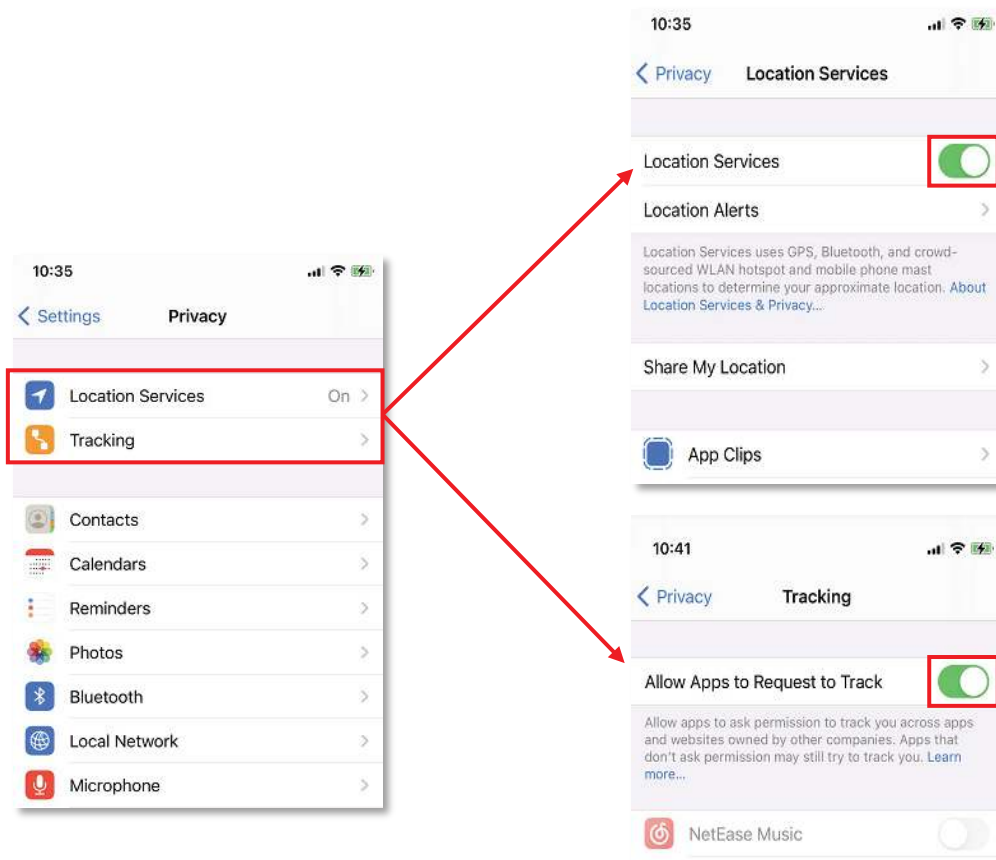 10:35
Settings
Privacy
Location Services
On
Tracking
Contacts
Calendars
Reminders
Photos
Bluetooth
Local Network
Microphone
10:35
Privacy
Location Services
Location Services
Location Alerts
Location Services uses GPS, Bluetooth, and crowd-
sourced WLAN hotspot and mobile phone mast
locations to determine your approximate location. About
Location Services & Privacy...
Share My Location
App Clips
10:41
Privacy
Tracking
Allow Apps to Request to Track
Allow apps to ask permission to track you across apps
and websites owned by other companies. Apps that
don't ask permission may still try to track you. Learn
more...
NetEase Music